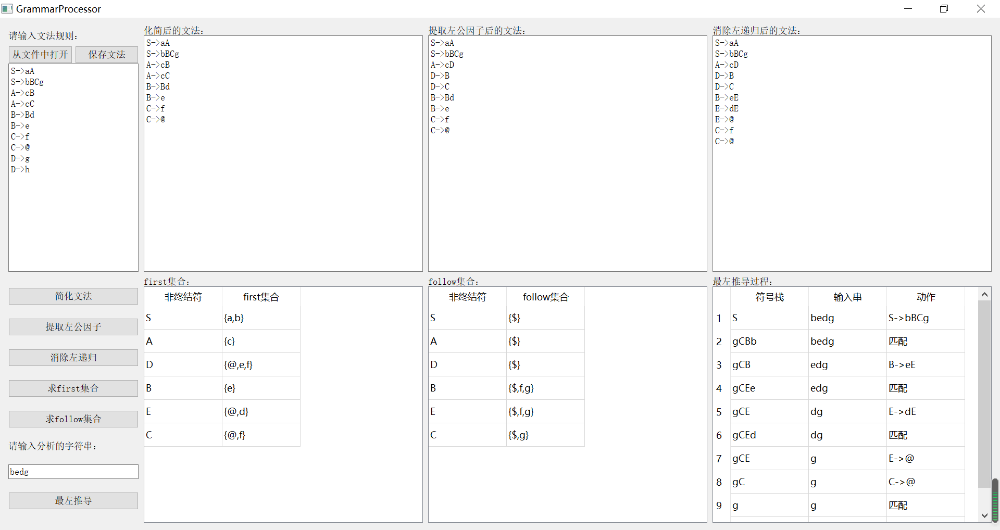 GrammarProcessor
请输入文法规则:
从文件中打开 保存文法
S->aA
S->bBCg
A->cB
A->cC
B->Bd
B->e
C->f
C->@
D->g
D->h
简化文法
提取左公因子
消除左递归
求first集合
求follow集合
请输入分析的字符串:
bedg
最左推导
化简后的文法:
S->aA
S->bBCg
A->cB
A->cC
B->Bd
B->e
C->f
C->@
提取左公因子后的文法:
S->aA
S->bBCg
A->cD
D->B
D->C
B->Bd
B->e
C->f
C->@
消除左递归后的文法:
S->aA
S->bBCg
A->cD
D->B
D->C
B->eE
E->dE
E->@
C->f
C->@
first集合:
非终结符 first集合
S {a,b}
A {c}
D {@,e,f}
B {e}
E {@,d}
C {@,f}
follow集合:
非终结符 follow集合
S {$}
A {$}
D {$}
B {$,f,g}
E {$,f,g}
C {$,g}
最左推导过程:
符号栈 输入串 动作
1 S bedg S->bBCg
2 gCBb bedg 匹配
3 gCB edg B->eE
4 gCEe edg 匹配
5 gCE dg E->dE
6 gCEd dg 匹配
7 gCE g E->@
8 gC g C->@
9 g g 匹配